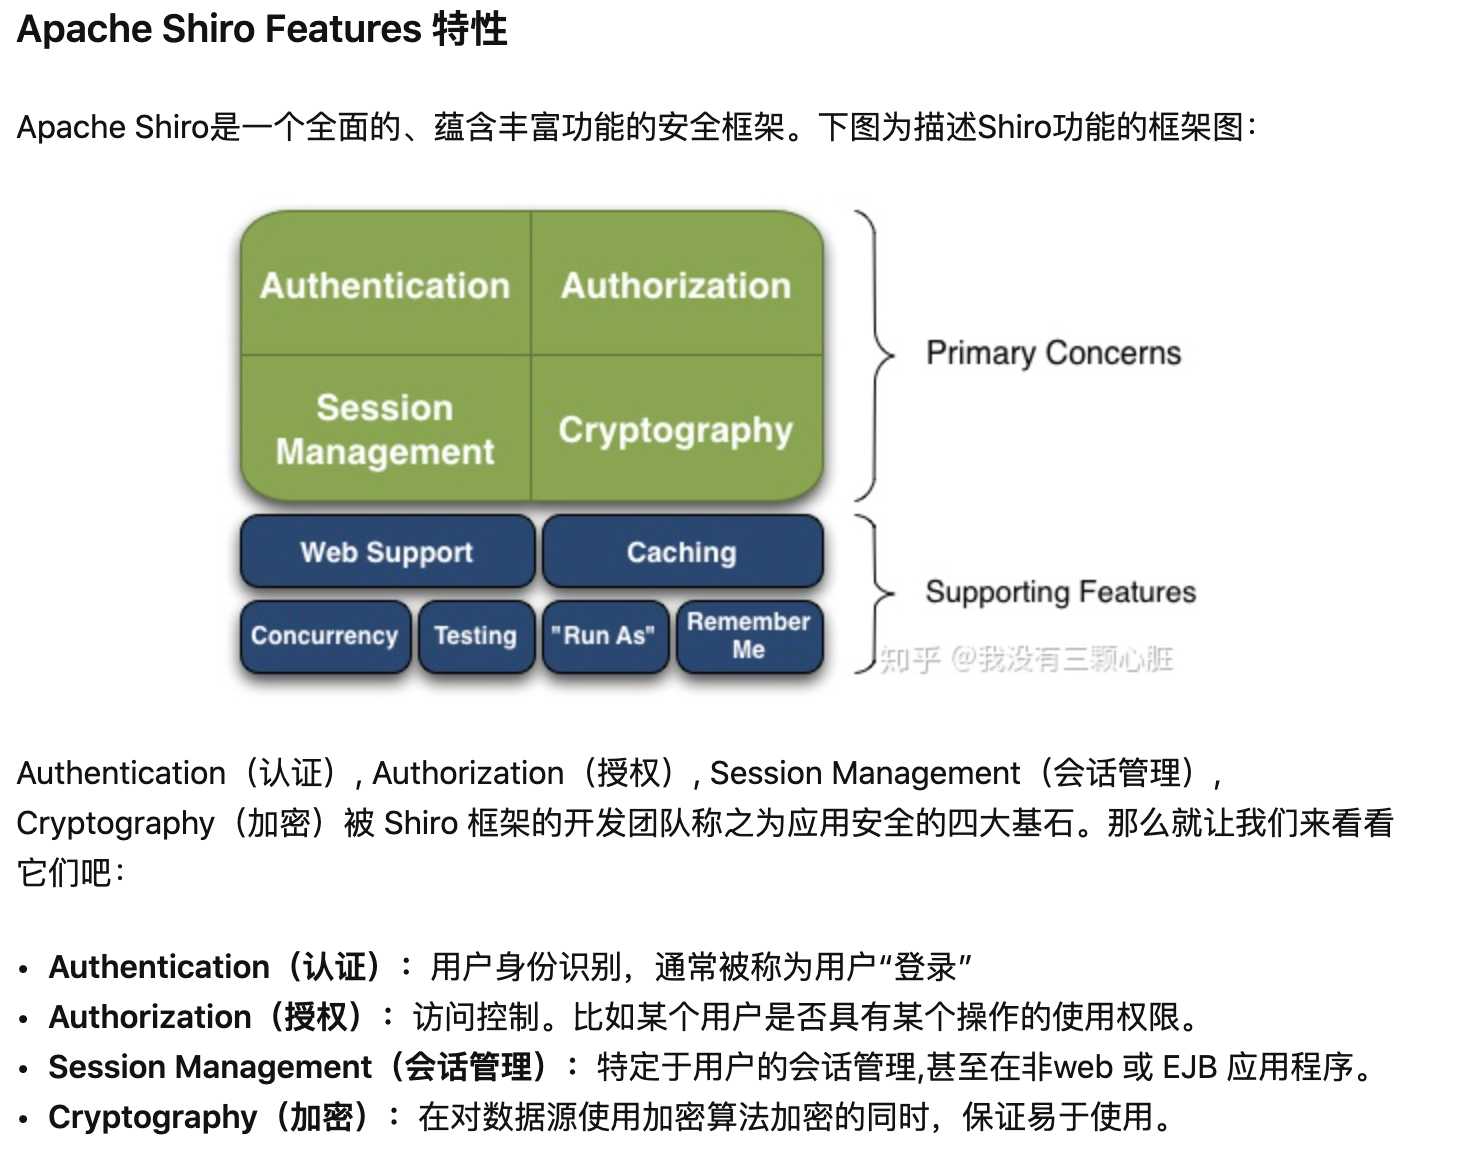 Apache Shiro Features 特性
Apache Shiro是一个全面的、蕴含丰富功能的安全框架。下图为描述Shiro功能的框架图：
Authentication
Authorization
Session
Management
Cryptography
Primary Concerns
Web Support
Caching
Concurrency
Testing
"Run As"
Remember
Me
Supporting Features
知乎 @我没有三颗心脏
Authentication（认证）, Authorization（授权）, Session Management（会话管理）,
Cryptography（加密）被 Shiro 框架的开发团队称之为应用安全的四大基石。那么就让我们来看看
它们吧：
• Authentication（认证）：用户身份识别，通常被称为用户“登录”
• Authorization（授权）：访问控制。比如某个用户是否具有某个操作的使用权限。
• Session Management（会话管理）：特定于用户的会话管理,甚至在非web 或 EJB 应用程序。
• Cryptography（加密）：在对数据源使用加密算法加密的同时，保证易于使用。